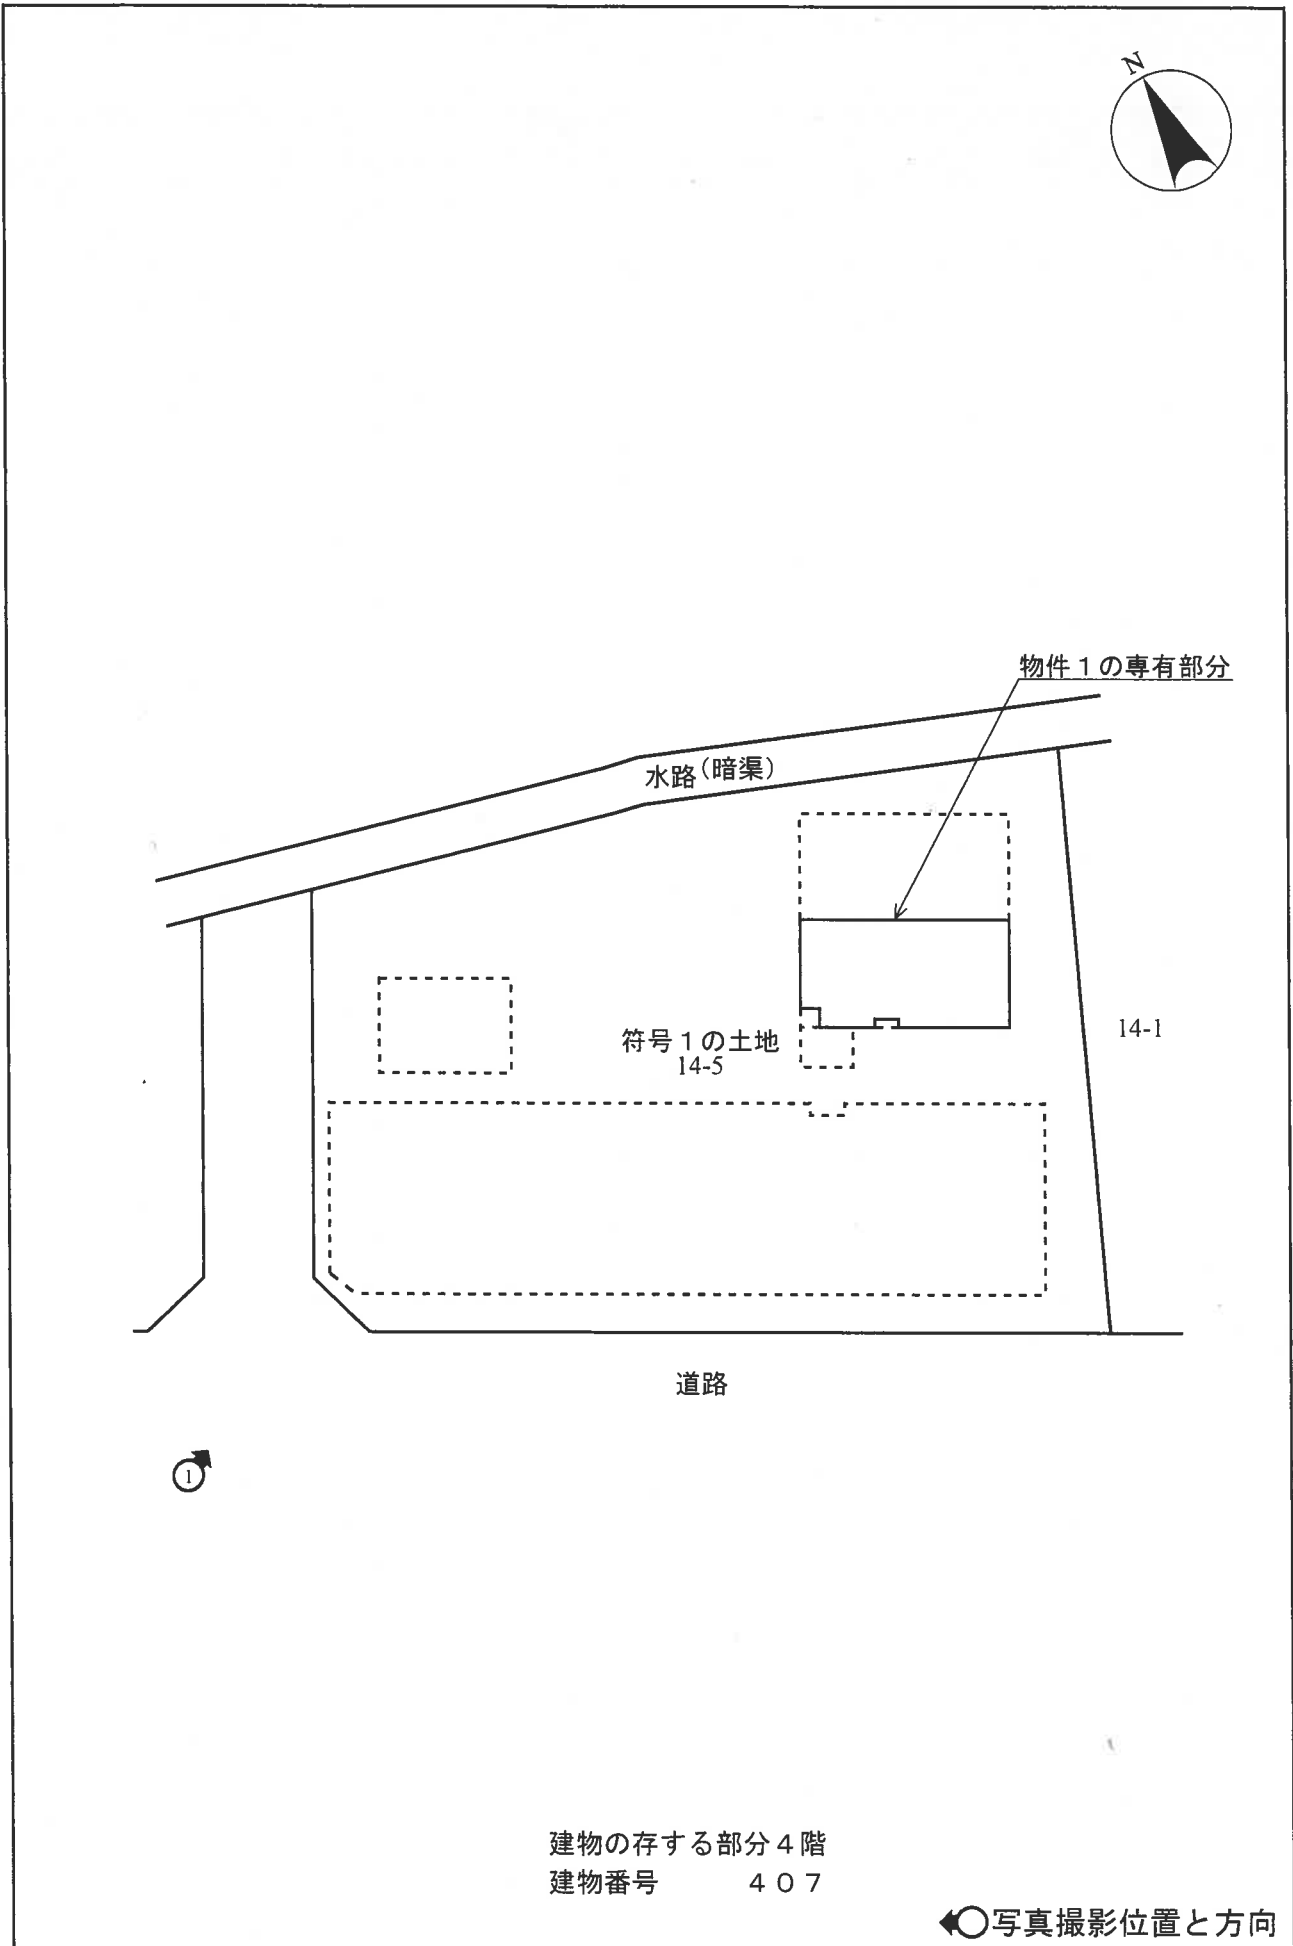 N
物件１の専有部分
水路(暗渠)
符号１の土地
14-5
14-1
道路
1
建物の存する部分４階
建物番号 ４０７
写真撮影位置と方向